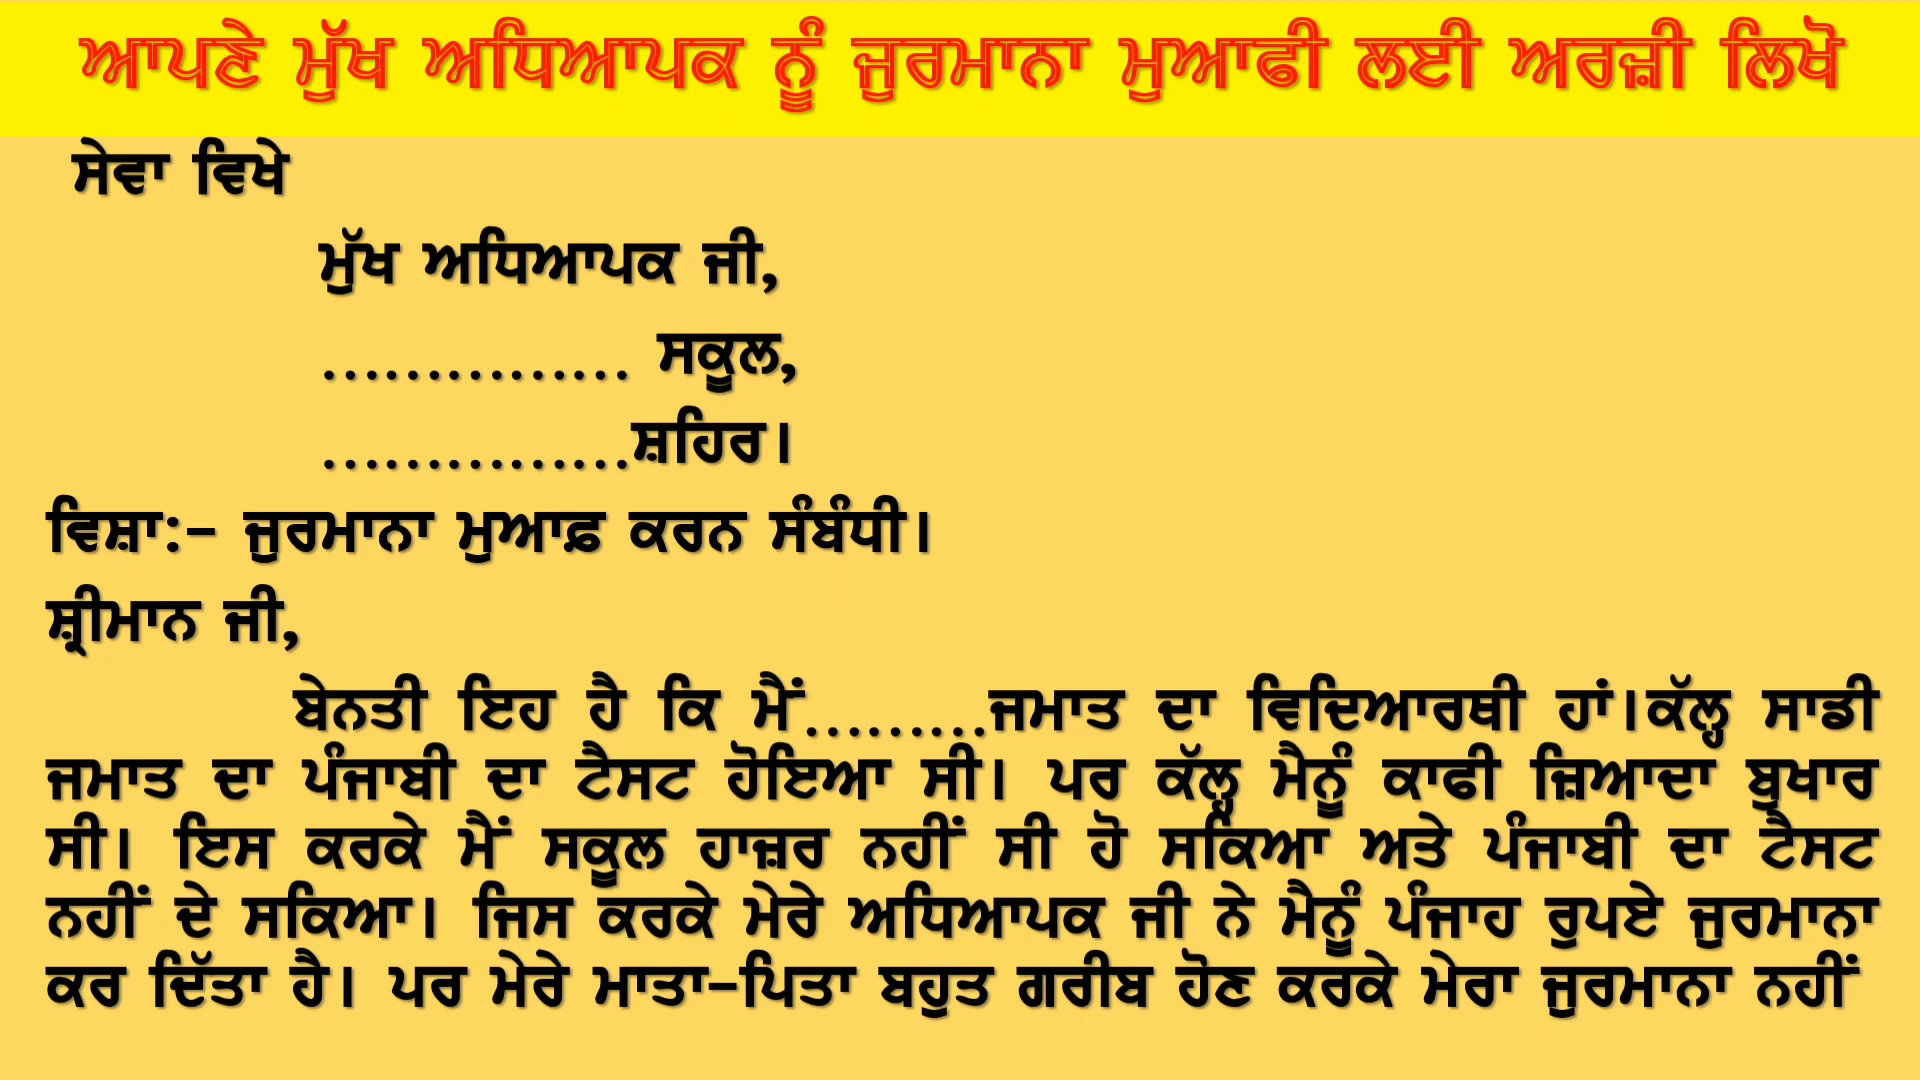 ਆਪਣੇ ਮੁੱਖ ਅਧਿਆਪਕ ਨੂੰ ਜੁਰਮਾਨਾ ਮੁਆਫੀ ਲਈ ਅਰਜ਼ੀ ਲਿਖੋ
ਸੇਵਾ ਵਿਖੇ
ਮੁੱਖ ਅਧਿਆਪਕ ਜੀ,
............... ਸਕੂਲ,
...............ਸ਼ਹਿਰ।
ਵਿਸ਼ਾ:- ਜੁਰਮਾਨਾ ਮੁਆਫ਼ ਕਰਨ ਸੰਬੰਧੀ।
ਸ਼੍ਰੀਮਾਨ ਜੀ,
ਬੇਨਤੀ ਇਹ ਹੈ ਕਿ ਮੈਂ.........ਜਮਾਤ ਦਾ ਵਿਦਿਆਰਥੀ ਹਾਂ।ਕੱਲ੍ਹ ਸਾਡੀ
ਜਮਾਤ ਦਾ ਪੰਜਾਬੀ ਦਾ ਟੈਸਟ ਹੋਇਆ ਸੀ। ਪਰ ਕੱਲ੍ਹ ਮੈਨੂੰ ਕਾਫੀ ਜ਼ਿਆਦਾ ਬੁਖਾਰ
ਸੀ। ਇਸ ਕਰਕੇ ਮੈਂ ਸਕੂਲ ਹਾਜ਼ਰ ਨਹੀਂ ਸੀ ਹੋ ਸਕਿਆ ਅਤੇ ਪੰਜਾਬੀ ਦਾ ਟੈਸਟ
ਨਹੀਂ ਦੇ ਸਕਿਆ। ਜਿਸ ਕਰਕੇ ਮੇਰੇ ਅਧਿਆਪਕ ਜੀ ਨੇ ਮੈਨੂੰ ਪੰਜਾਹ ਰੁਪਏ ਜੁਰਮਾਨਾ
ਕਰ ਦਿੱਤਾ ਹੈ। ਪਰ ਮੇਰੇ ਮਾਤਾ-ਪਿਤਾ ਬਹੁਤ ਗਰੀਬ ਹੋਣ ਕਰਕੇ ਮੇਰਾ ਜੁਰਮਾਨਾ ਨਹੀਂ